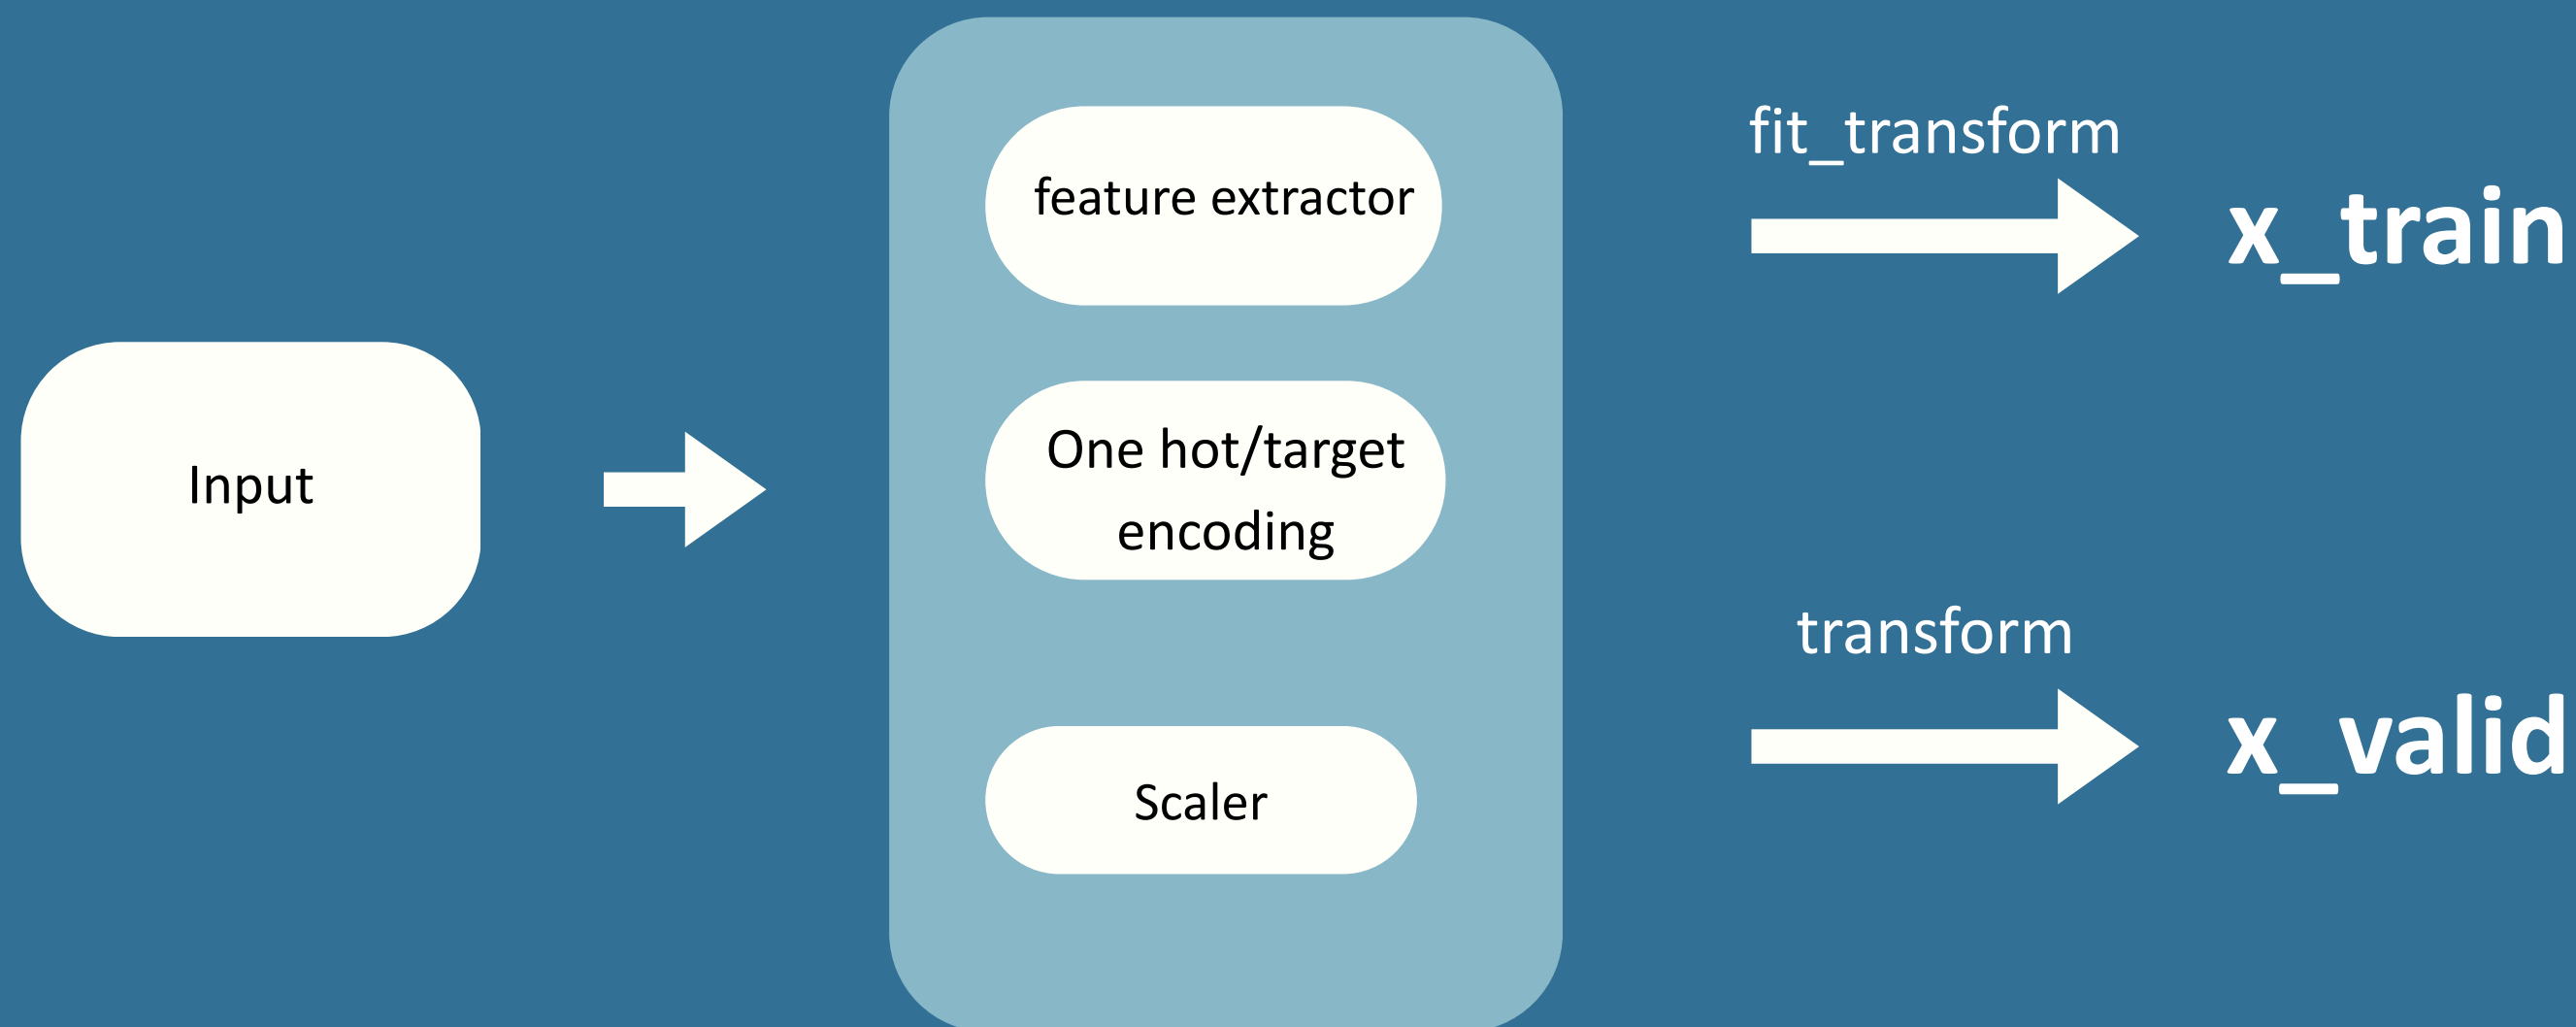 Input
feature extractor
One hot/target
encoding
Scaler
fit_transform
x_train
transform
x_valid